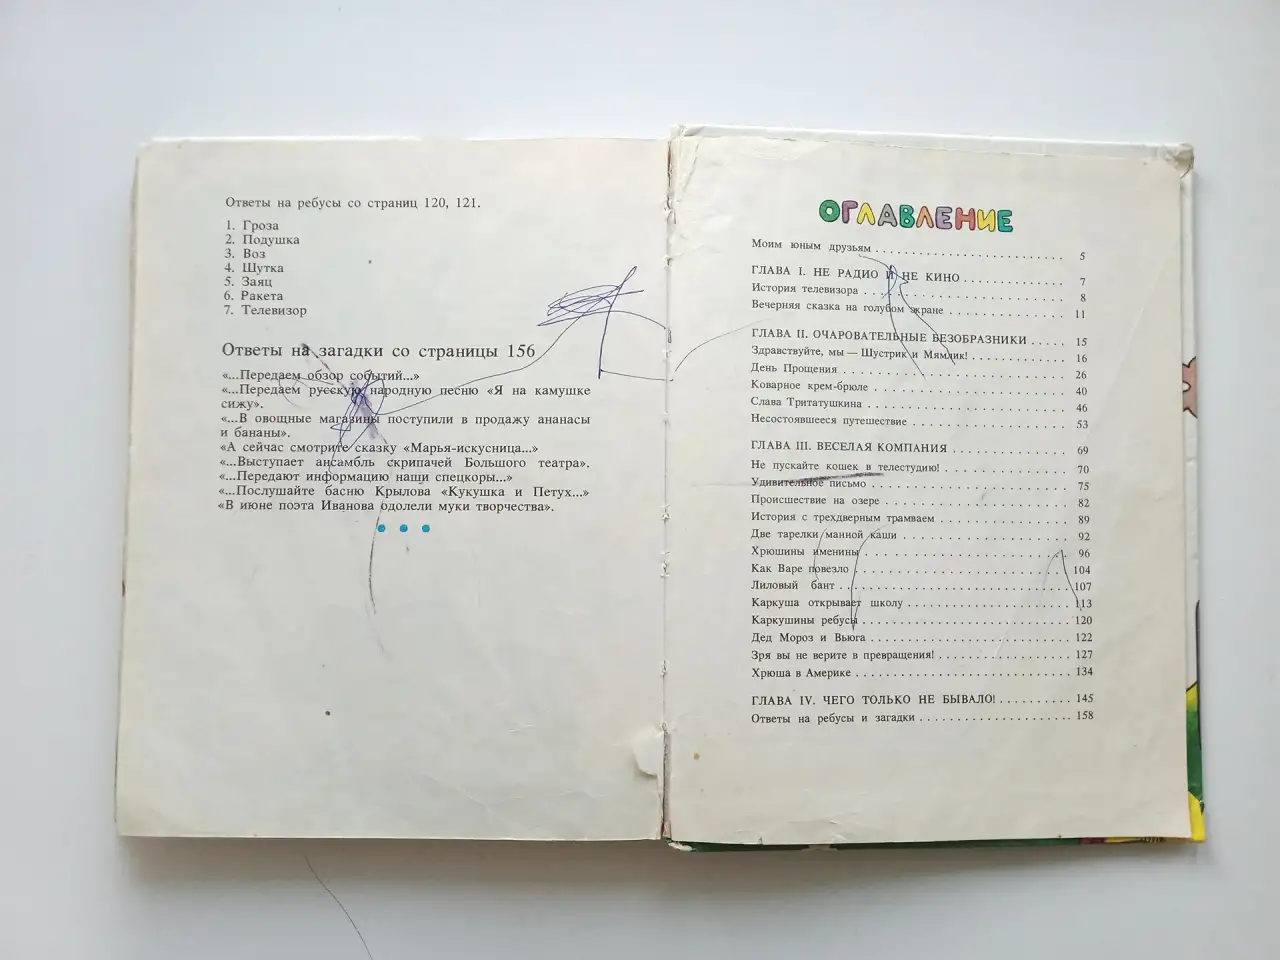 Ответы на ребусы со страниц 120, 121.
1. Гроза
2. Подушка
3. Воз
4. Шутка
5. Заяц
6. Ракета
7. Телевизор
Ответы на загадки со страницы 156
«...Передаем обзор событий...»
«...Передаем русскую народную песню «Я на камушке
сижу».
«...В овощные магазины поступили в продажу ананасы
и бананы».
«А сейчас смотрите сказку «Марья-искусница...»
«...Выступает ансамбль скрипачей Большого театра».
«...Передают информацию наши спецкоры...»
«...Послушайте басню Крылова «Кукушка и Петух...»
«В июне поэта Иванова одолели муки творчества».
ОГЛАВЛЕНИЕ
Моим юным друзьям . . . . . . . . . . . . . . . . . . . . . . . . . 5
ГЛАВА I. НЕ РАДИО И НЕ КИНО . . . . . . . . . . . . . 7
История телевизора . . . . . . . . . . . . . . . . . . . . . . . . . . 8
Вечерняя сказка на голубом экране . . . . . . . . . . . . . . . 11
ГЛАВА II. ОЧАРОВАТЕЛЬНЫЕ БЕЗОБРАЗНИКИ . . . . . 15
Здравствуйте, мы — Шустрик и Мямлик! . . . . . . . . . . . . 16
День Прощения . . . . . . . . . . . . . . . . . . . . . . . . . . . . 26
Коварное крем-брюле . . . . . . . . . . . . . . . . . . . . . . . . 40
Слава Тритатушкина . . . . . . . . . . . . . . . . . . . . . . . . . 46
Несостоявшееся путешествие . . . . . . . . . . . . . . . . . . . . 53
ГЛАВА III. ВЕСЕЛАЯ КОМПАНИЯ . . . . . . . . . . . . . . 69
Не пускайте кошек в телестудию! . . . . . . . . . . . . . . . . 70
Удивительное письмо . . . . . . . . . . . . . . . . . . . . . . . . 75
Происшествие на озере . . . . . . . . . . . . . . . . . . . . . . . 82
История с трехдверным трамваем . . . . . . . . . . . . . . . . 89
Две тарелки манной каши . . . . . . . . . . . . . . . . . . . . . 92
Хрюшины именины . . . . . . . . . . . . . . . . . . . . . . . . . . 96
Как Варе повезло . . . . . . . . . . . . . . . . . . . . . . . . . . . 104
Лиловый бант . . . . . . . . . . . . . . . . . . . . . . . . . . . . . 107
Каркуша открывает школу . . . . . . . . . . . . . . . . . . . . . 113
Каркушины ребусы . . . . . . . . . . . . . . . . . . . . . . . . . . 120
Дед Мороз и Вьюга . . . . . . . . . . . . . . . . . . . . . . . . . 122
Зря вы не верите в превращения! . . . . . . . . . . . . . . . . 127
Хрюша в Америке . . . . . . . . . . . . . . . . . . . . . . . . . . . 134
ГЛАВА IV. ЧЕГО ТОЛЬКО НЕ БЫВАЛО! . . . . . . . . . . 145
Ответы на ребусы и загадки . . . . . . . . . . . . . . . . . . . . 158